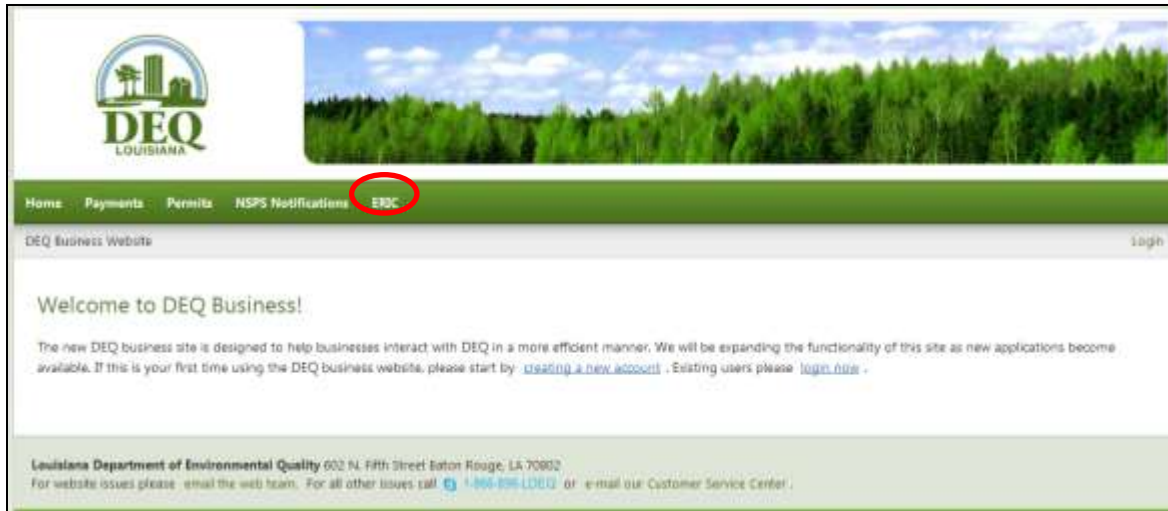 DEQ
LOUISIANA
Home Payments Permits NSPS Notifications ERIC
DEQ Business Website Login
Welcome to DEQ Business!
The new DEQ business site is designed to help businesses interact with DEQ in a more efficient manner. We will be expanding the functionality of this site as new applications become
available. If this is your first time using the DEQ business website, please start by creating a new account . Existing users please login now .
Louisiana Department of Environmental Quality 602 N. Fifth Street Baton Rouge, LA 70802
For website issues please email the web team. For all other issues call 1-866-896-LDEQ or e-mail our Customer Service Center .